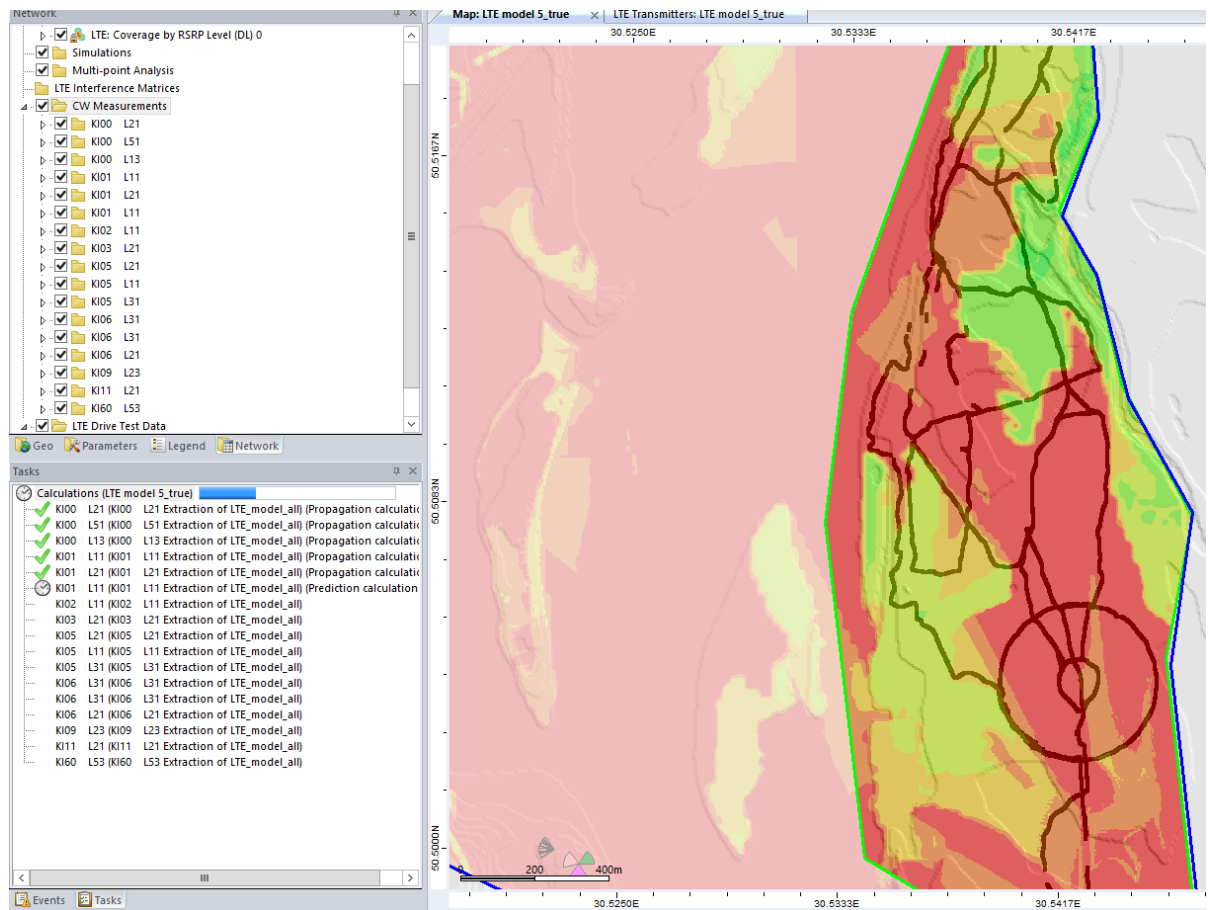 Network
Map: LTE model 5_true
LTE Transmitters: LTE model 5_true
LTE: Coverage by RSRP Level (DL) 0
Simulations
Multi-point Analysis
LTE Interference Matrices
CW Measurements
KI00 L21
KI00 L51
KI00 L13
KI01 L11
KI01 L21
KI01 L11
KI02 L11
KI03 L21
KI05 L21
KI05 L11
KI05 L31
KI06 L31
KI06 L31
KI06 L21
KI09 L23
KI11 L21
KI60 L53
LTE Drive Test Data
Geo Parameters Legend Network
Tasks
Calculations (LTE model 5_true)
KI00 L21 (KI00 L21 Extraction of LTE_model_all) (Propagation calculati
KI00 L51 (KI00 L51 Extraction of LTE_model_all) (Propagation calculati
KI00 L13 (KI00 L13 Extraction of LTE_model_all) (Propagation calculati
KI01 L11 (KI01 L11 Extraction of LTE_model_all) (Propagation calculati
KI01 L21 (KI01 L21 Extraction of LTE_model_all) (Propagation calculati
KI01 L11 (KI01 L11 Extraction of LTE_model_all) (Prediction calculation
KI02 L11 (KI02 L11 Extraction of LTE_model_all)
KI03 L21 (KI03 L21 Extraction of LTE_model_all)
KI05 L21 (KI05 L21 Extraction of LTE_model_all)
KI05 L11 (KI05 L11 Extraction of LTE_model_all)
KI05 L31 (KI05 L31 Extraction of LTE_model_all)
KI06 L31 (KI06 L31 Extraction of LTE_model_all)
KI06 L31 (KI06 L31 Extraction of LTE_model_all)
KI06 L21 (KI06 L21 Extraction of LTE_model_all)
KI09 L23 (KI09 L23 Extraction of LTE_model_all)
KI11 L21 (KI11 L21 Extraction of LTE_model_all)
KI60 L53 (KI60 L53 Extraction of LTE_model_all)
Events Tasks
30.5250E 30.5333E 30.5417E
50.5167N
50.5083N
50.5000N
0 200 400m
30.5250E 30.5333E 30.5417E